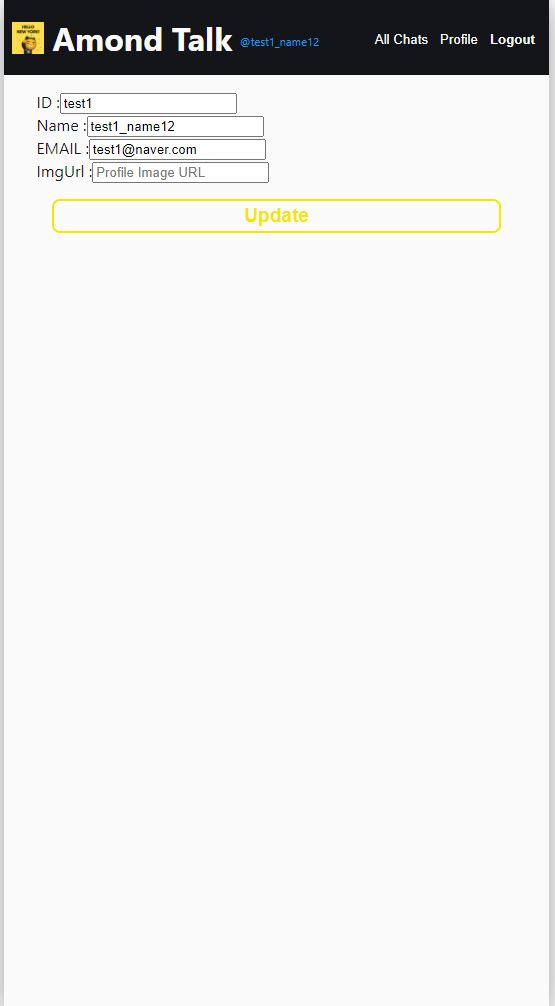 HELLO
NEW YORK!
Amond Talk @test1_name12 All Chats Profile Logout
ID : test1
Name : test1_name12
EMAIL : test1@naver.com
ImgUrl : Profile Image URL
Update